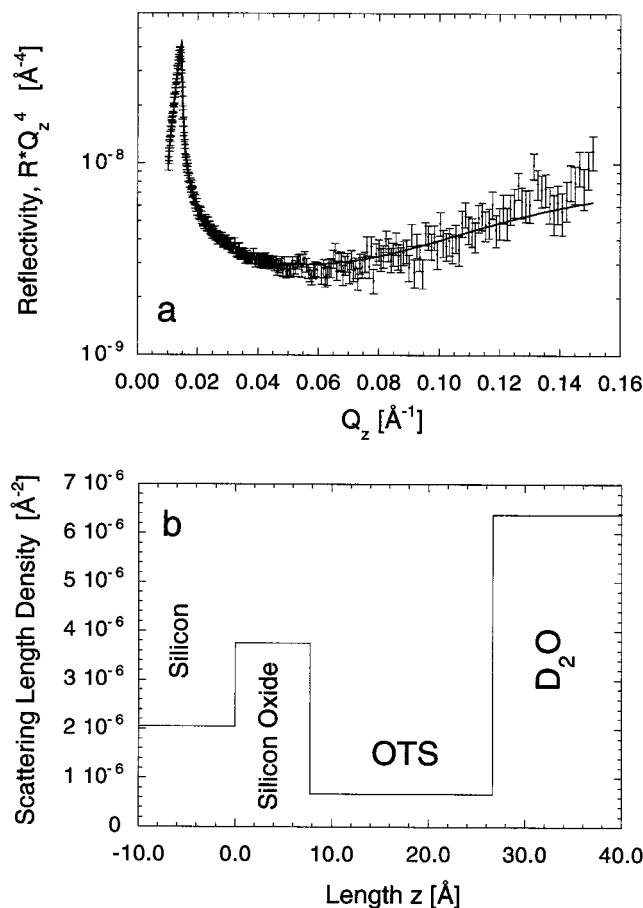 Reflectivity, R*Q_z^4 [Å^-4]
10^-8
10^-9
a
0.00 0.02 0.04 0.06 0.08 0.10 0.12 0.14 0.16
Q_z [Å^-1]
Scattering Length Density [Å^-2]
7 10^-6
6 10^-6
5 10^-6
4 10^-6
3 10^-6
2 10^-6
1 10^-6
0
b
Silicon
Silicon Oxide
OTS
D_2O
-10.0 0.0 10.0 20.0 30.0 40.0
Length z [Å]